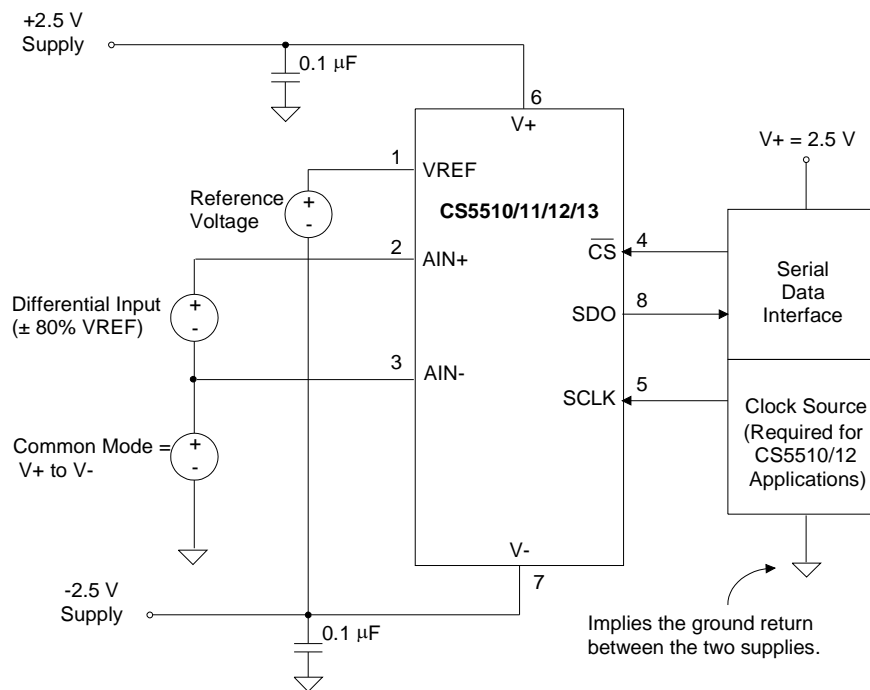 +2.5 V
Supply
0.1 μF
6
V+
V+ = 2.5 V
1
VREF
Reference
Voltage
+
-
CS5510/11/12/13
2
AIN+
4
CS
Serial
Data
Interface
Differential Input
(± 80% VREF)
+
-
8
SDO
3
AIN-
5
SCLK
Clock Source
(Required for
CS5510/12
Applications)
Common Mode =
V+ to V-
+
-
V-
7
-2.5 V
Supply
0.1 μF
Implies the ground return
between the two supplies.